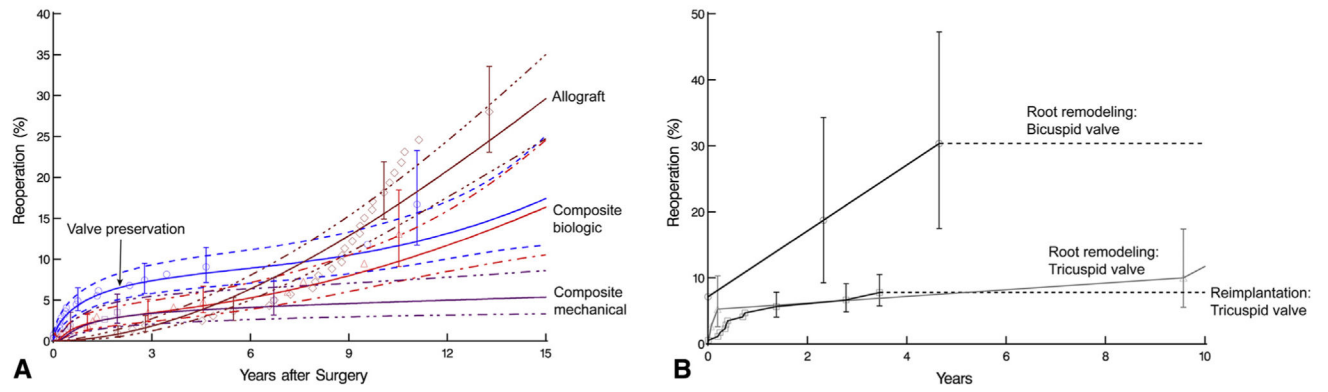 40
35
30
25
20
15
10
5
0
Reoperation (%)
0 3 6 9 12 15
Years after Surgery
Valve preservation
Allograft
Composite
biologic
Composite
mechanical
A
50
40
30
20
10
0
Reoperation (%)
0 2 4 6 8 10
Years
Root remodeling:
Bicuspid valve
Root remodeling:
Tricuspid valve
Reimplantation:
Tricuspid valve
B